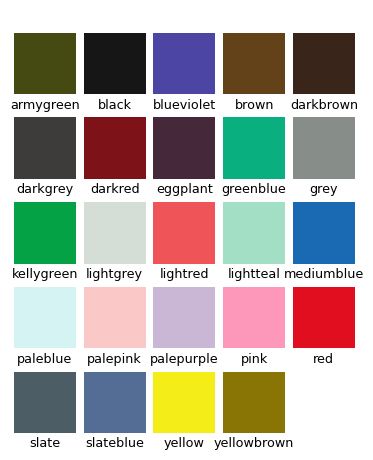 armygreen black blueviolet brown darkbrown
darkgrey darkred eggplant greenblue grey
kellygreen lightgrey lightred lightteal mediumblue
paleblue palepink palepurple pink red
slate slateblue yellow yellowbrown